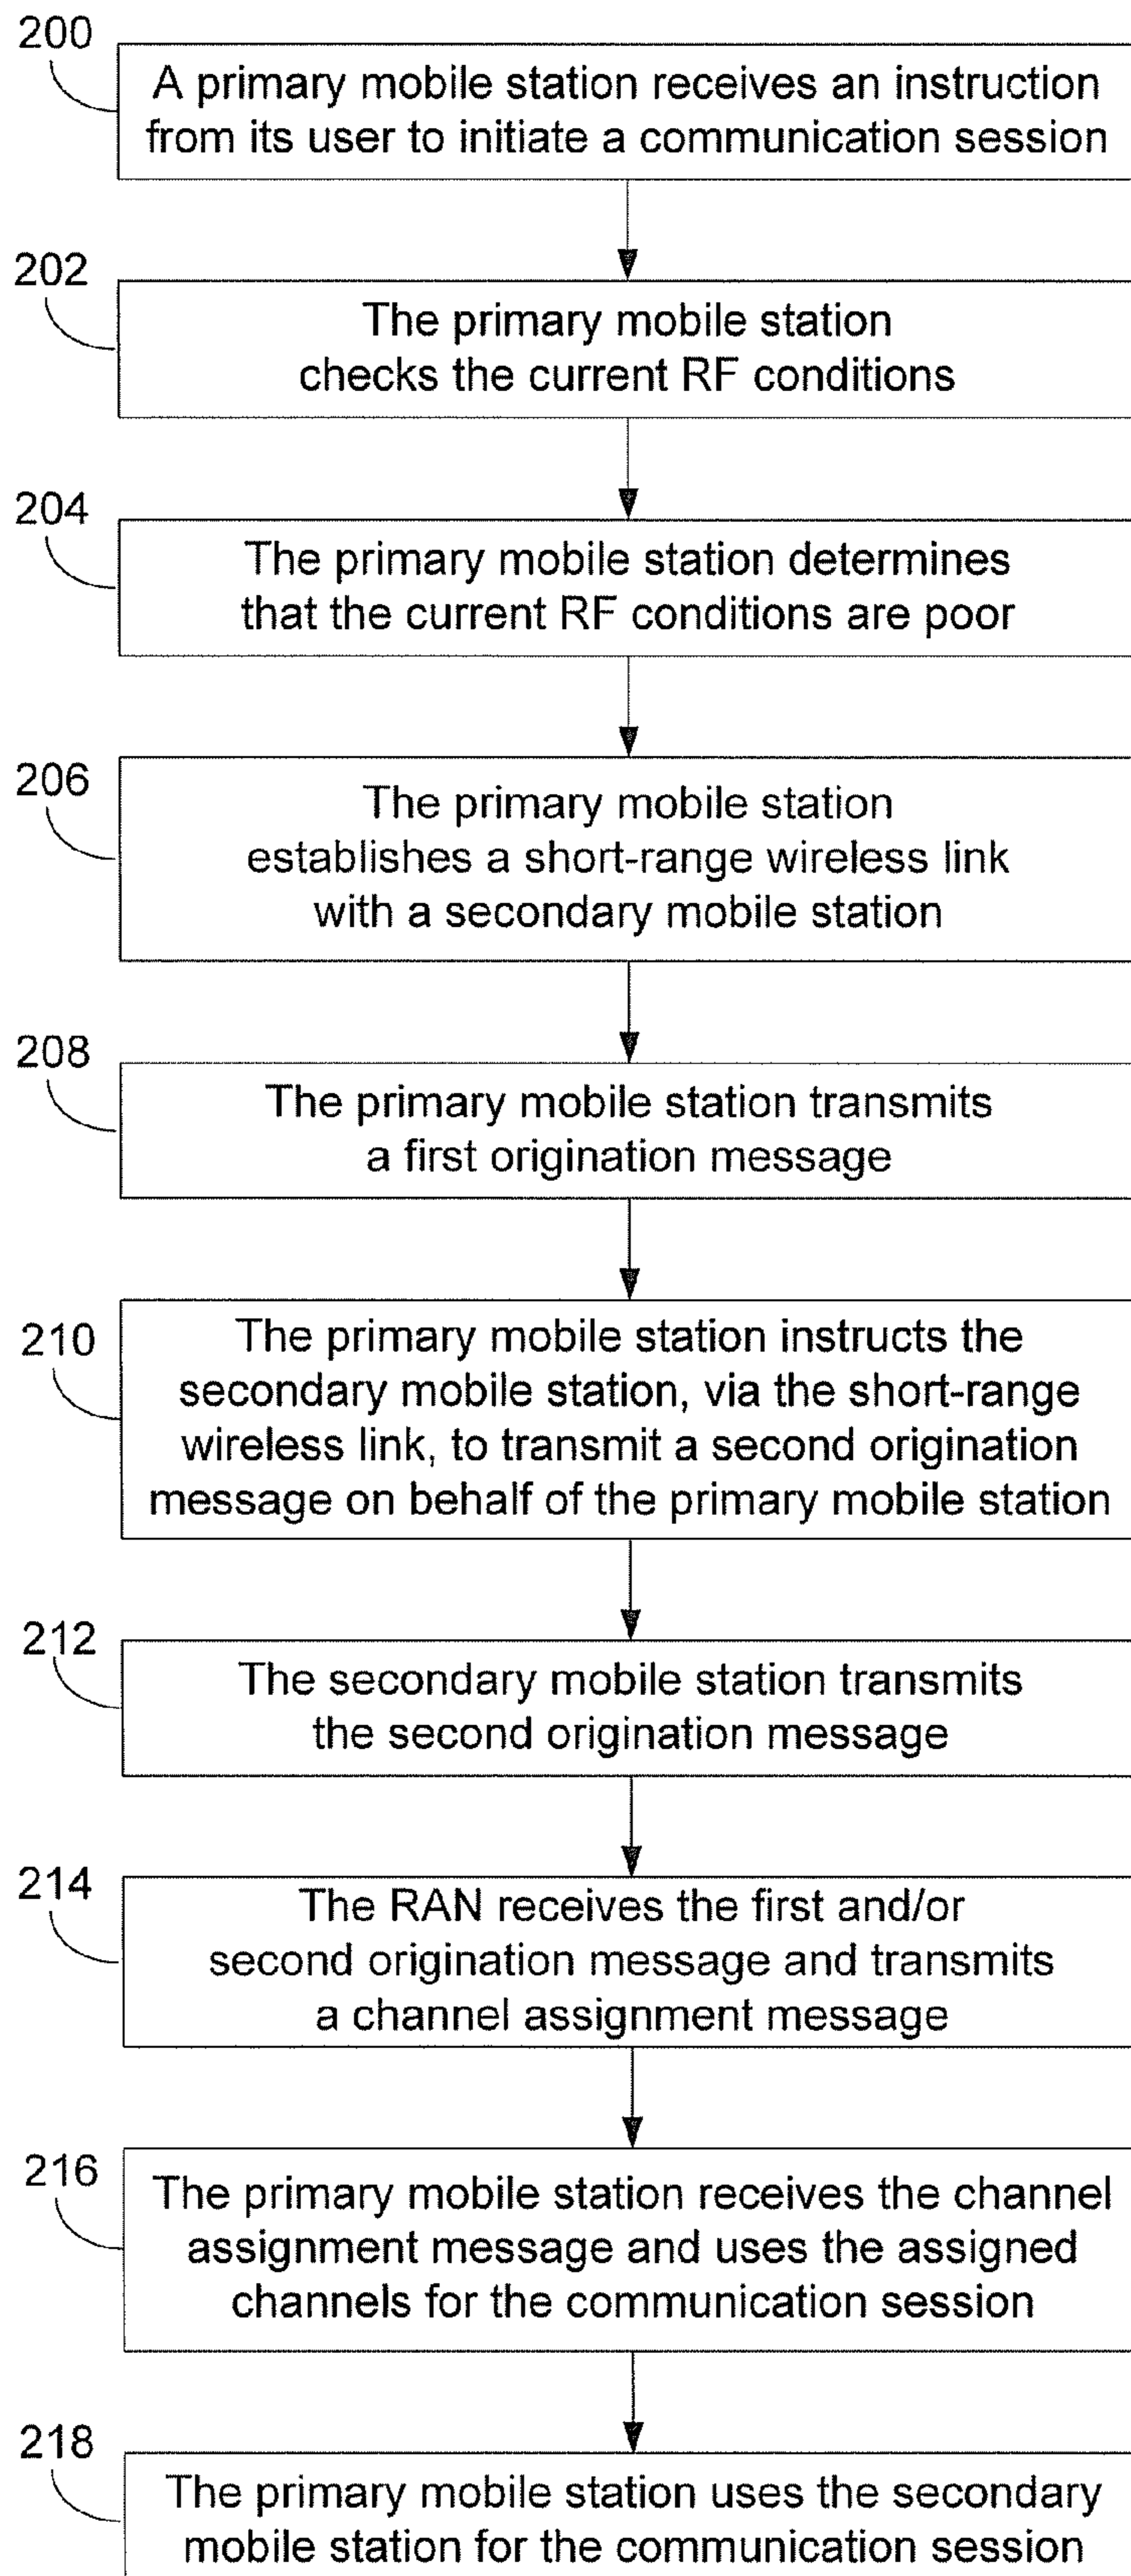 200
A primary mobile station receives an instruction
from its user to initiate a communication session
202
The primary mobile station
checks the current RF conditions
204
The primary mobile station determines
that the current RF conditions are poor
206
The primary mobile station
establishes a short-range wireless link
with a secondary mobile station
208
The primary mobile station transmits
a first origination message
210
The primary mobile station instructs the
secondary mobile station, via the short-range
wireless link, to transmit a second origination
message on behalf of the primary mobile station
212
The secondary mobile station transmits
the second origination message
214
The RAN receives the first and/or
second origination message and transmits
a channel assignment message
216
The primary mobile station receives the channel
assignment message and uses the assigned
channels for the communication session
218
The primary mobile station uses the secondary
mobile station for the communication session